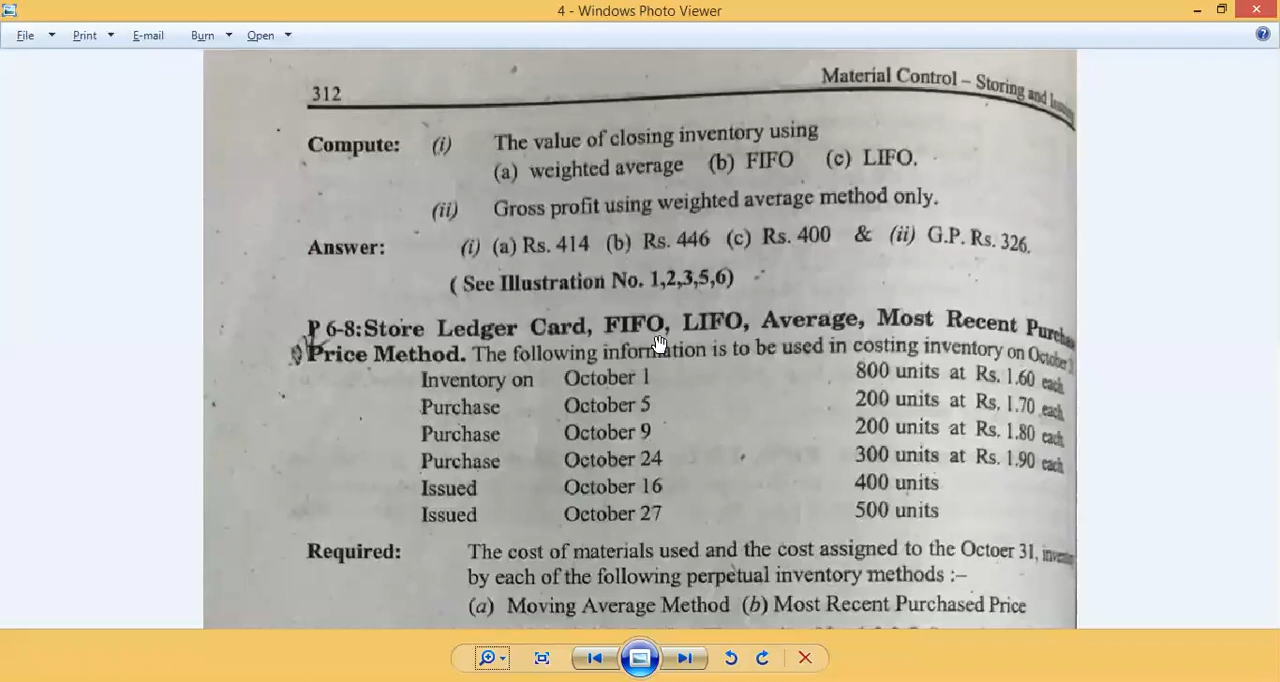 4 - Windows Photo Viewer
File Print E-mail Burn Open
312 Material Control – Storing and
Compute: (i) The value of closing inventory using
(a) weighted average (b) FIFO (c) LIFO.
(ii) Gross profit using weighted average method only.
Answer: (i) (a) Rs. 414 (b) Rs. 446 (c) Rs. 400 & (ii) G.P. Rs. 326.
( See Illustration No. 1,2,3,5,6)
P 6-8: Store Ledger Card, FIFO, LIFO, Average, Most Recent
Price Method. The following information is to be used in costing inventory on October
Inventory on October 1 800 units at Rs. 1.60 each
Purchase October 5 200 units at Rs. 1.70 each
Purchase October 9 200 units at Rs. 1.80 each
Purchase October 24 300 units at Rs. 1.90 each
Issued October 16 400 units
Issued October 27 500 units
Required: The cost of materials used and the cost assigned to the Octoer 31,
by each of the following perpetual inventory methods :–
(a) Moving Average Method (b) Most Recent Purchased Price